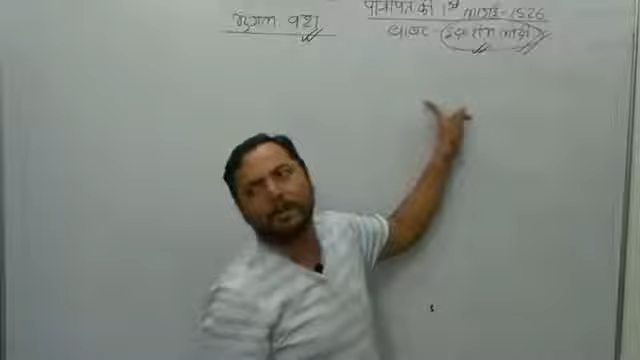 मुगल वंश
पानीपत की 1st लड़ाई - 1526
बाबर - इब्राहिम लोदी